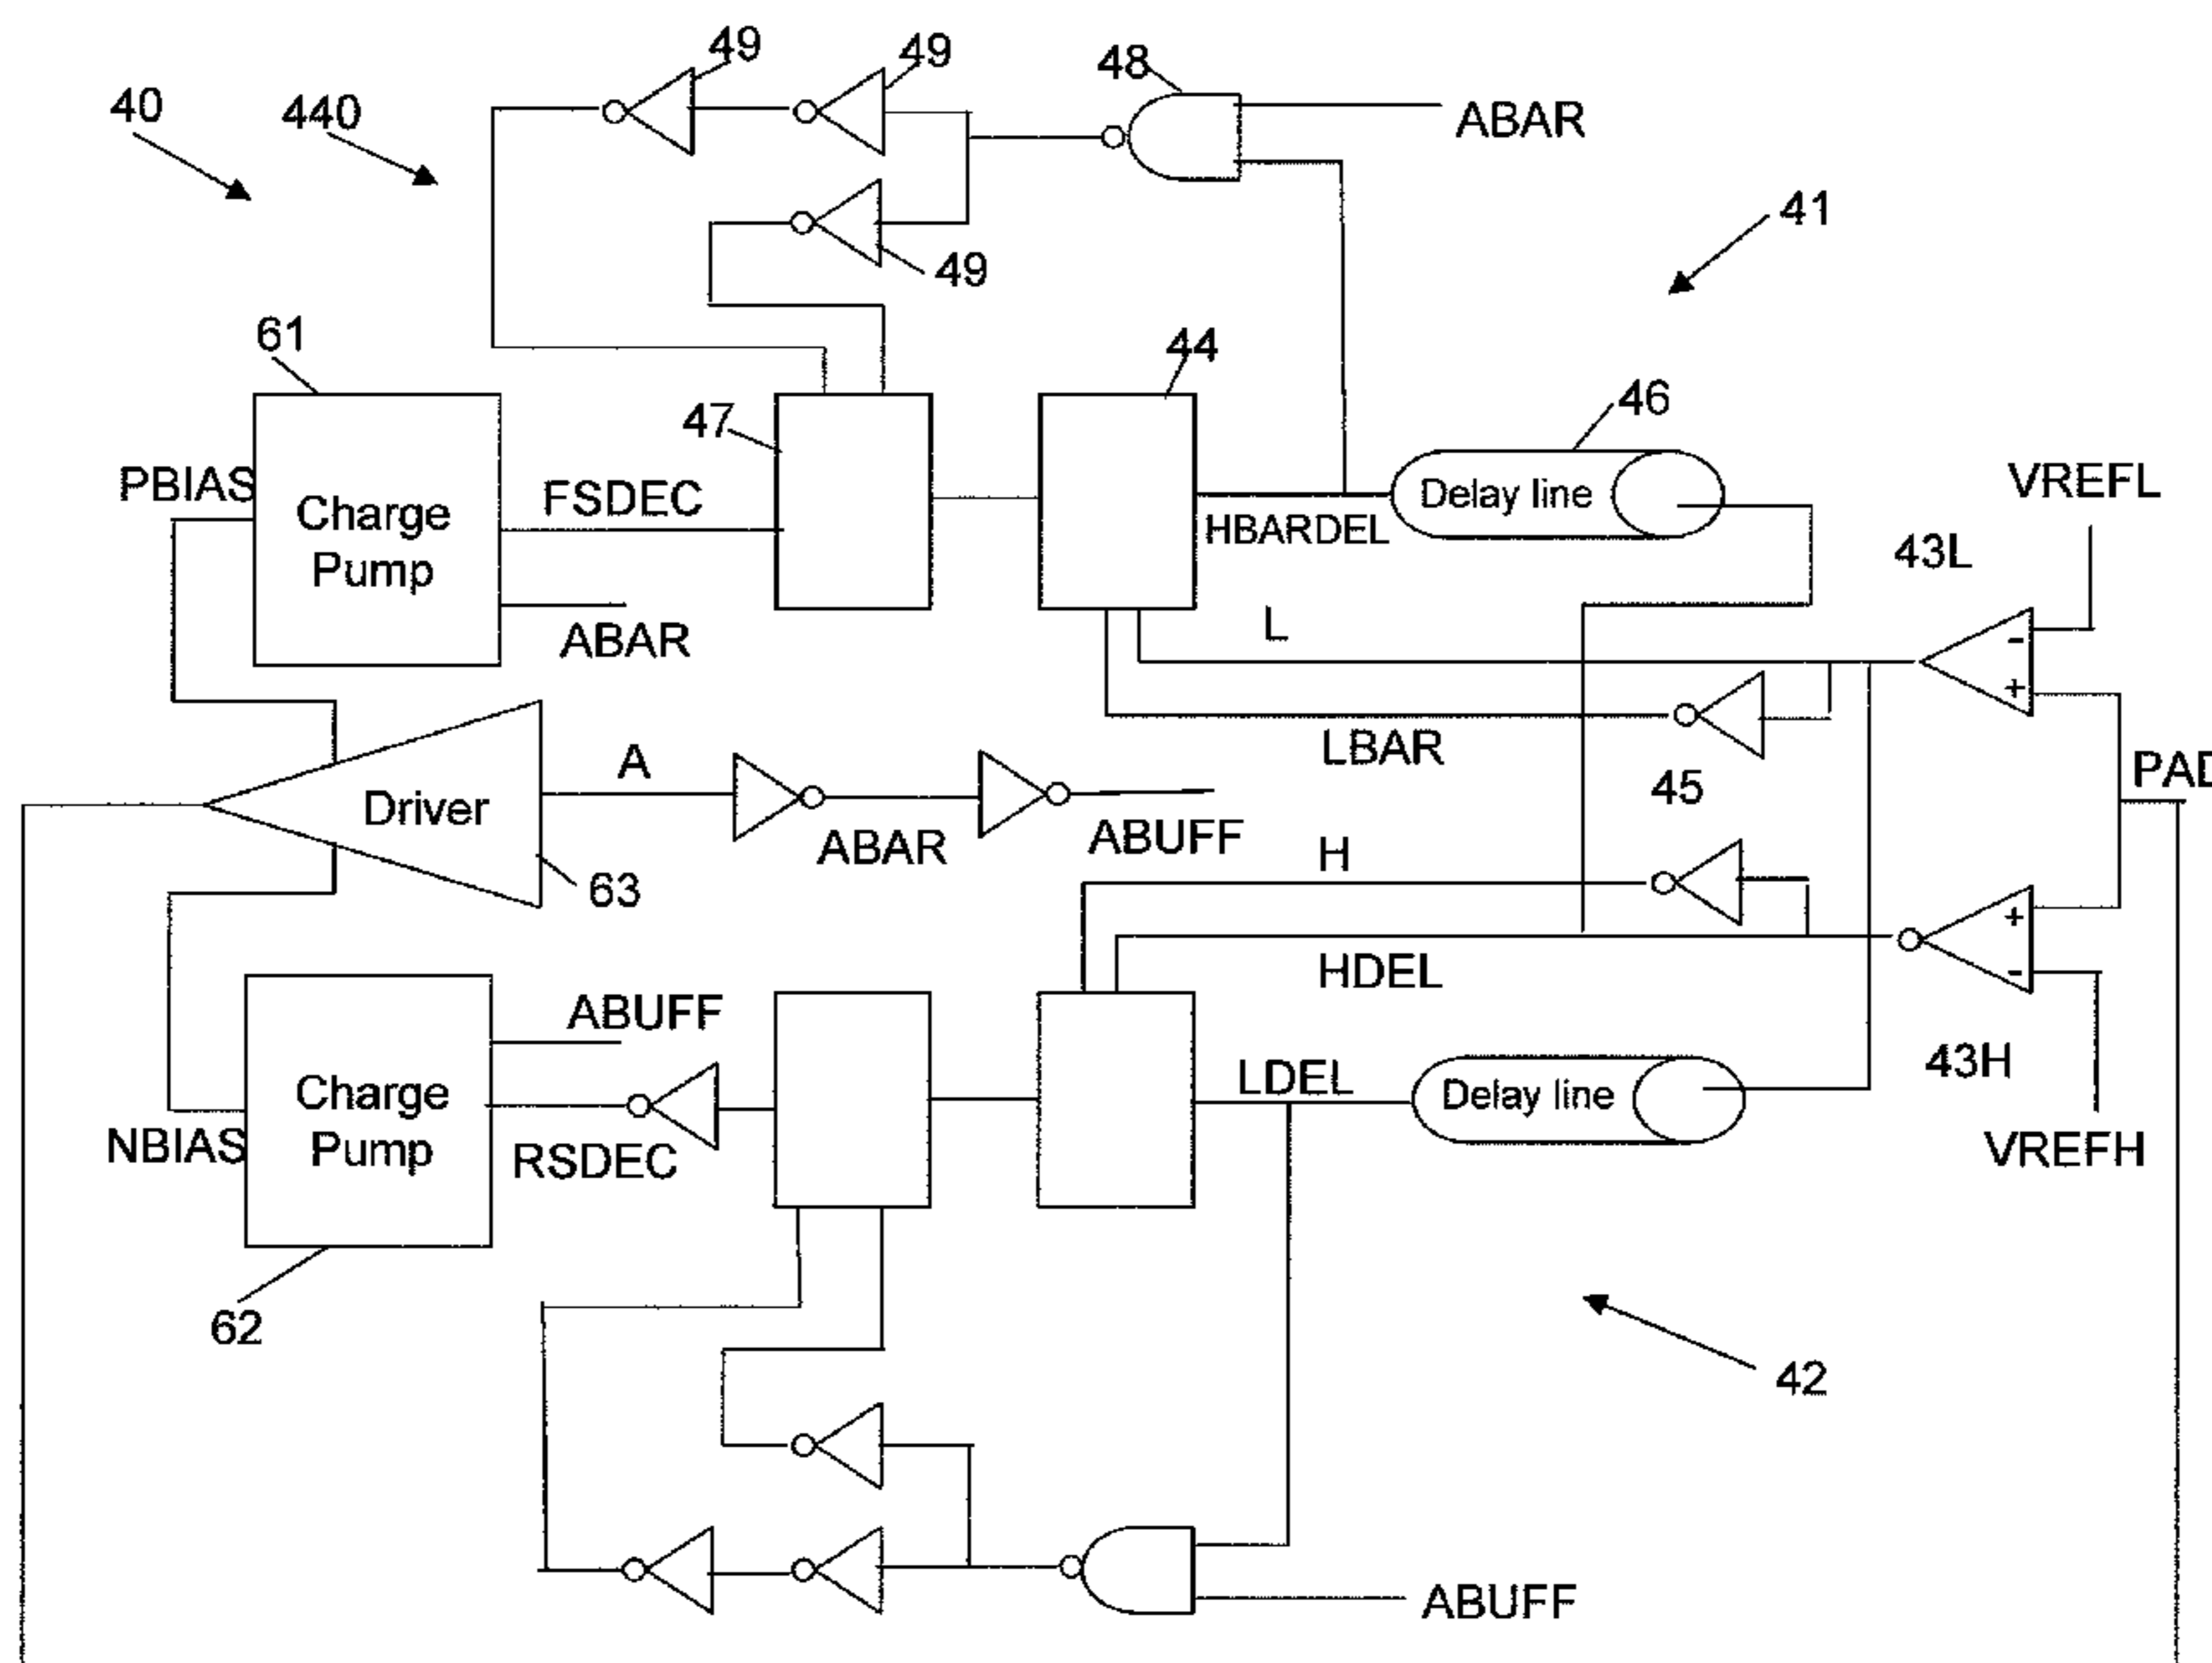 49
49
48
40
440
ABAR
41
49
61
44
46
47
PBIAS
Charge
Pump
FSDEC
HBARDEL
Delay line
VREFL
43L
ABAR
L
-
+
LBAR
A
Driver
45
PAD
ABAR
ABUFF
H
63
+
-
HDEL
ABUFF
43H
Charge
Pump
LDEL
Delay line
NBIAS
RSDEC
VREFH
62
42
ABUFF